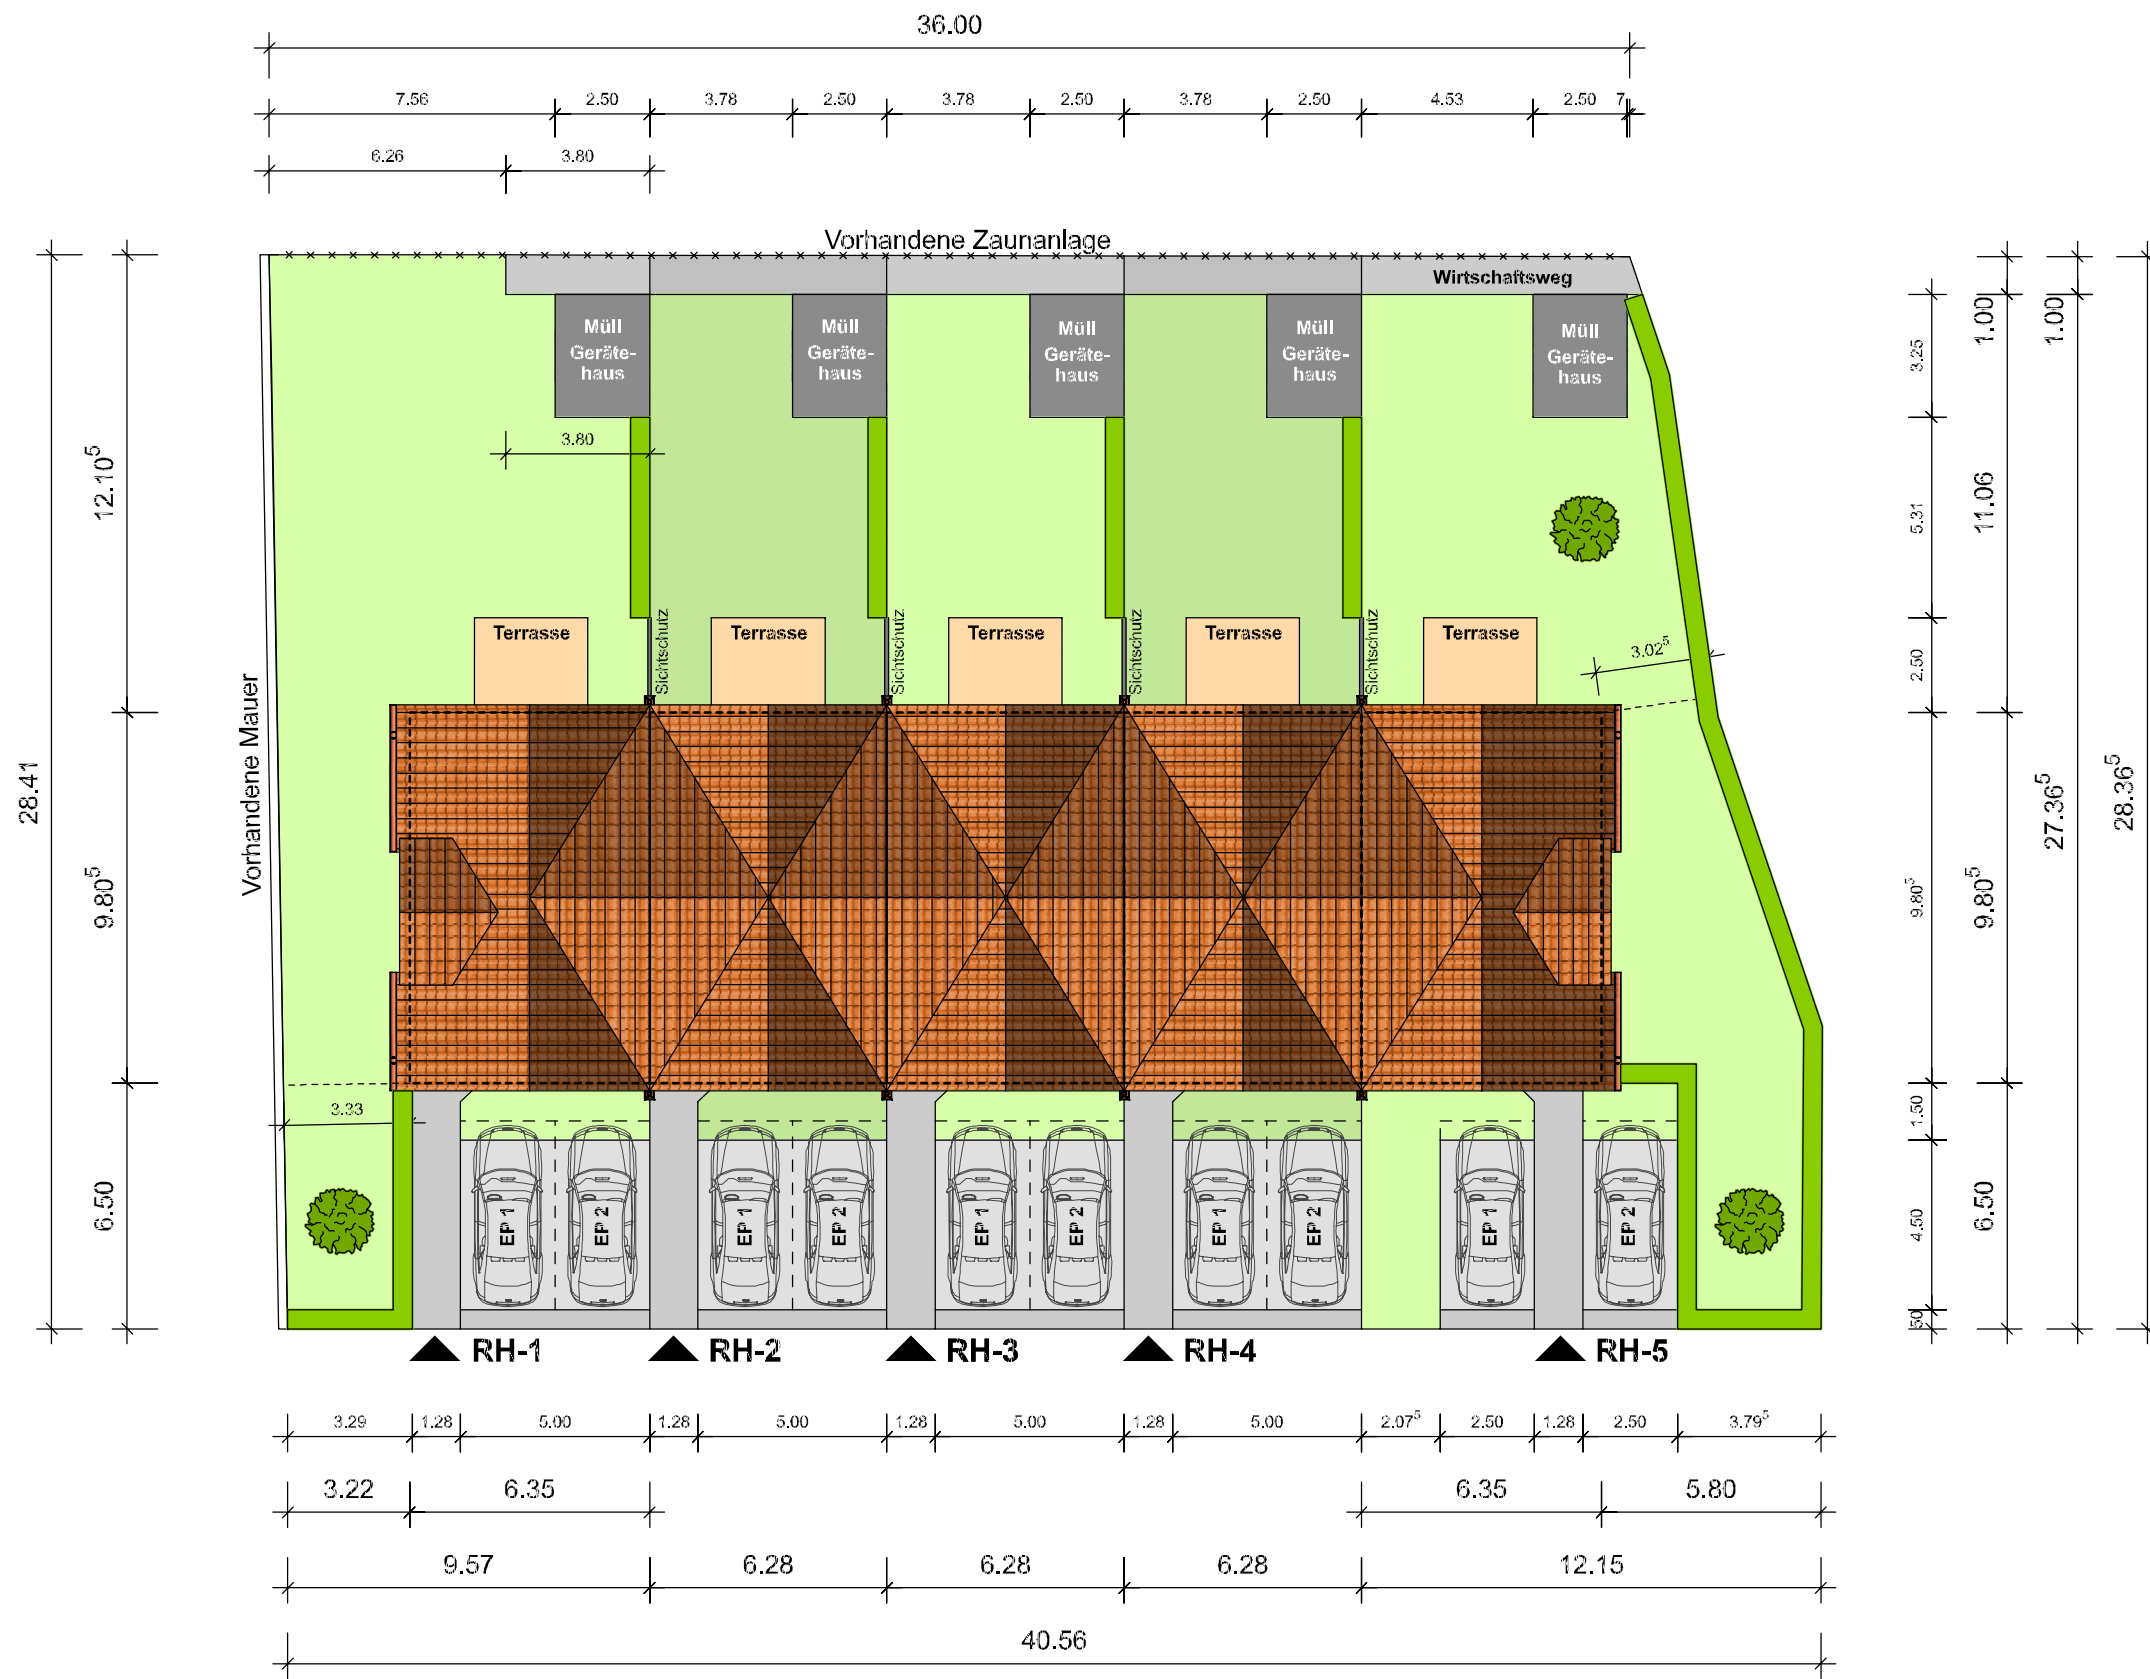 36.00
7.56 2.50 3.78 2.50 3.78 2.50 3.78 2.50 4.53 2.50 7
6.26 3.80
Vorhandene Zaunanlage
Wirtschaftsweg
Müll Müll Müll Müll Müll
Geräte- Geräte- Geräte- Geräte- Geräte-
haus haus haus haus haus
3.80
Sichtschutz Sichtschutz Sichtschutz Sichtschutz
Terrasse Terrasse Terrasse Terrasse Terrasse
3.02⁵
Vorhandene Mauer
28.41
12.10⁵
9.80⁵
6.50
3.25
5.31
2.50
9.80⁵
1.50
4.50
50
1.00
11.06
9.80⁵
6.50
1.00
27.36⁵
28.36⁵
3.33
EP 1 EP 2 EP 1 EP 2 EP 1 EP 2 EP 1 EP 2 EP 1 EP 2
RH-1 RH-2 RH-3 RH-4 RH-5
3.29 1.28 5.00 1.28 5.00 1.28 5.00 1.28 5.00 2.07⁵ 2.50 1.28 2.50 3.79⁵
3.22 6.35 6.35 5.80
9.57 6.28 6.28 6.28 12.15
40.56